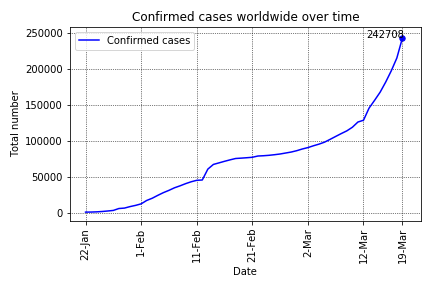 Confirmed cases worldwide over time
Confirmed cases
242708
250000
200000
150000
100000
50000
0
Total number
22-Jan
1-Feb
11-Feb
21-Feb
2-Mar
12-Mar
19-Mar
Date